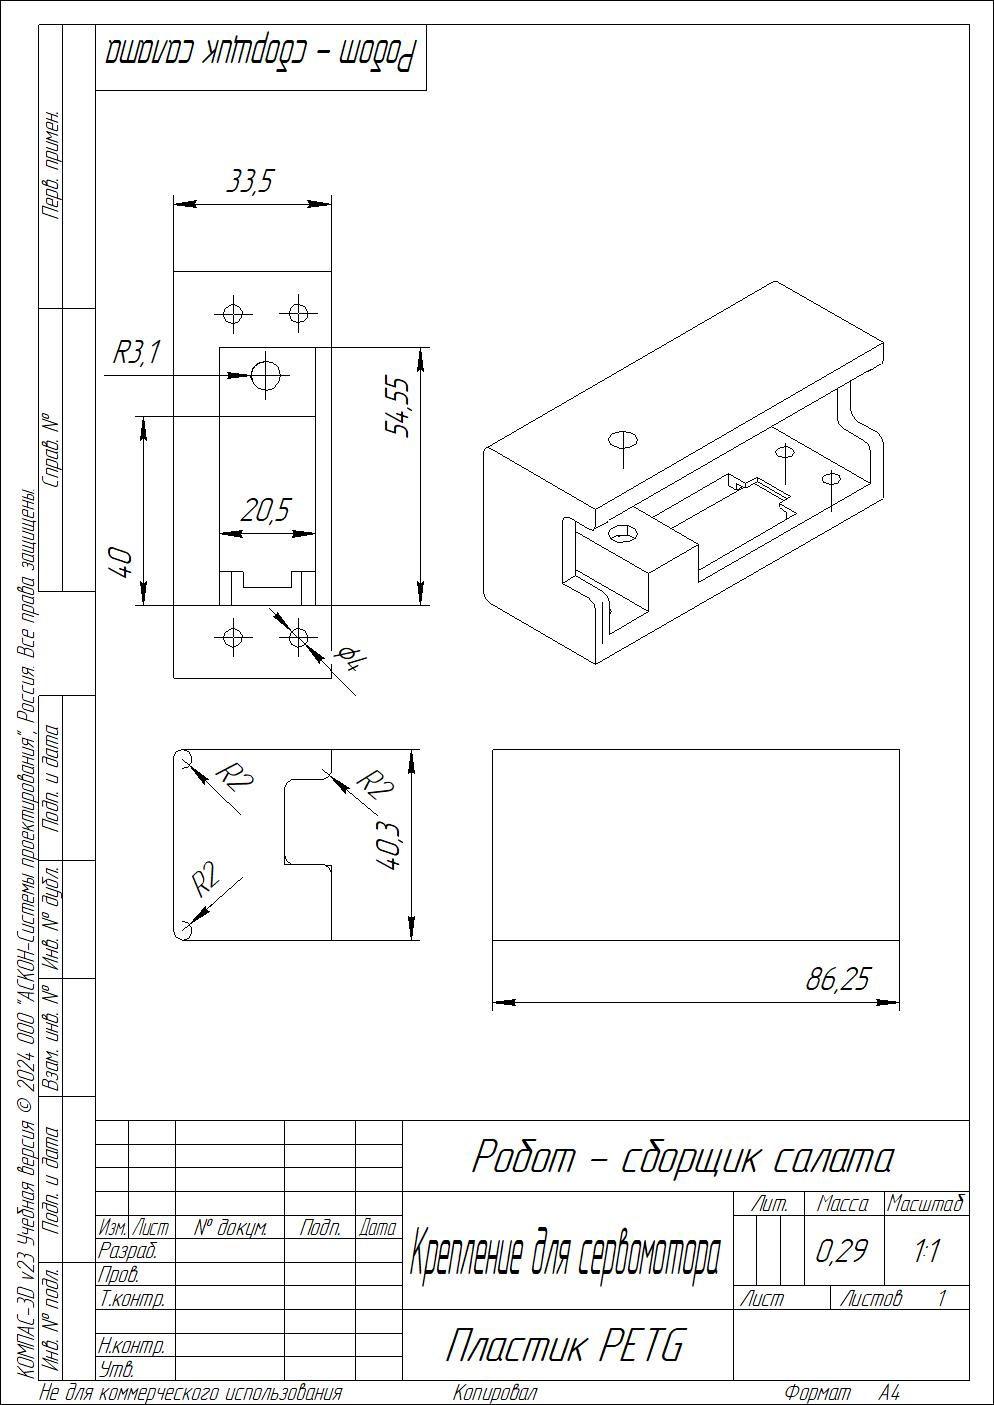 Робот - сборщик салата
33,5
R3,1
54,55
20,5
40
⌀4
R2
R2
R2
40,3
86,25
Перв. примен.
Справ. №
Подп. и дата
Инв. № дубл.
Взам. инв. №
Подп. и дата
Инв. № подл.
КОМПАС-3D v23 Учебная версия © 2024 ООО "АСКОН-Системы проектирования", Россия. Все права защищены.
Робот - сборщик салата
Изм. Лист № докум. Подп. Дата
Разраб.
Пров.
Т.контр.
Н.контр.
Утв.
Крепление для сервомотора
Лит. Масса Масштаб
0,29 1:1
Лист Листов 1
Пластик PETG
Не для коммерческого использования Копировал Формат A4